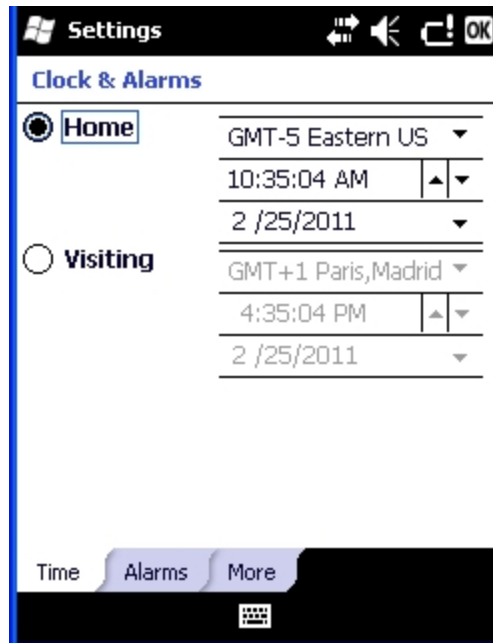 Settings OK
Clock & Alarms
Home
GMT-5 Eastern US
10:35:04 AM
2 /25/2011
Visiting
GMT+1 Paris,Madrid
4:35:04 PM
2 /25/2011
Time Alarms More